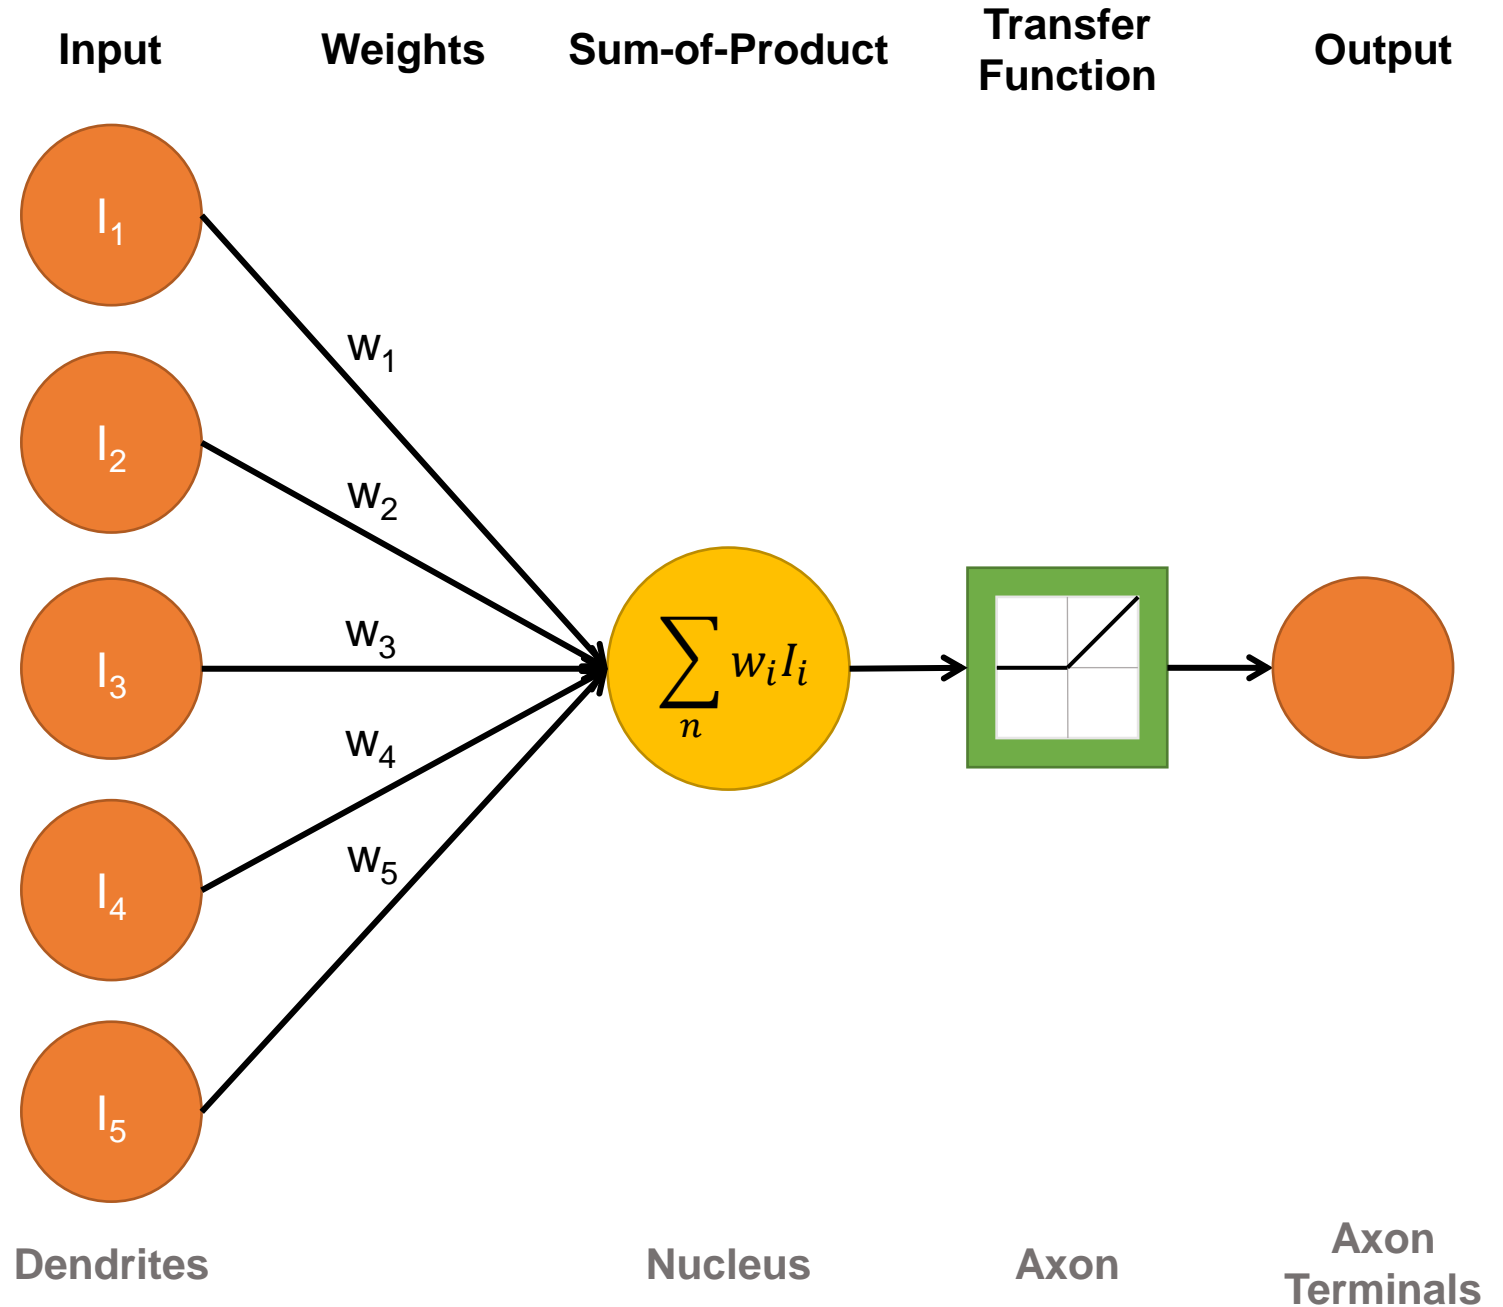 Input
Weights
Sum-of-Product
Transfer
Function
Output
I₁
I₂
I₃
I₄
I₅
w₁
w₂
w₃
w₄
w₅
∑ wᵢIᵢ
n
Dendrites
Nucleus
Axon
Axon
Terminals